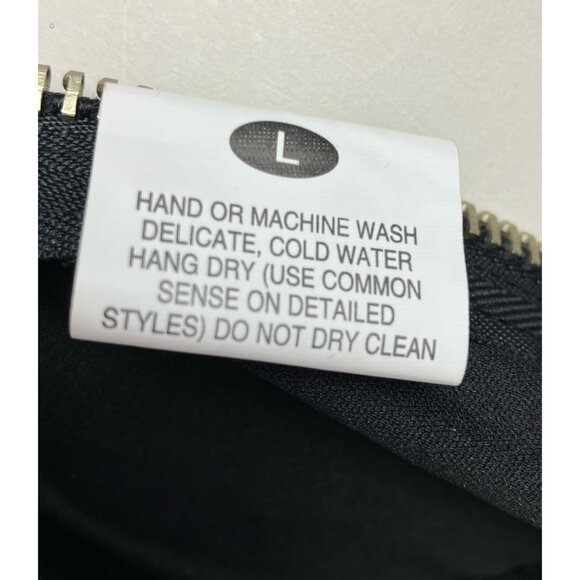 L
HAND OR MACHINE WASH
DELICATE, COLD WATER
HANG DRY (USE COMMON
SENSE ON DETAILED
STYLES) DO NOT DRY CLEAN